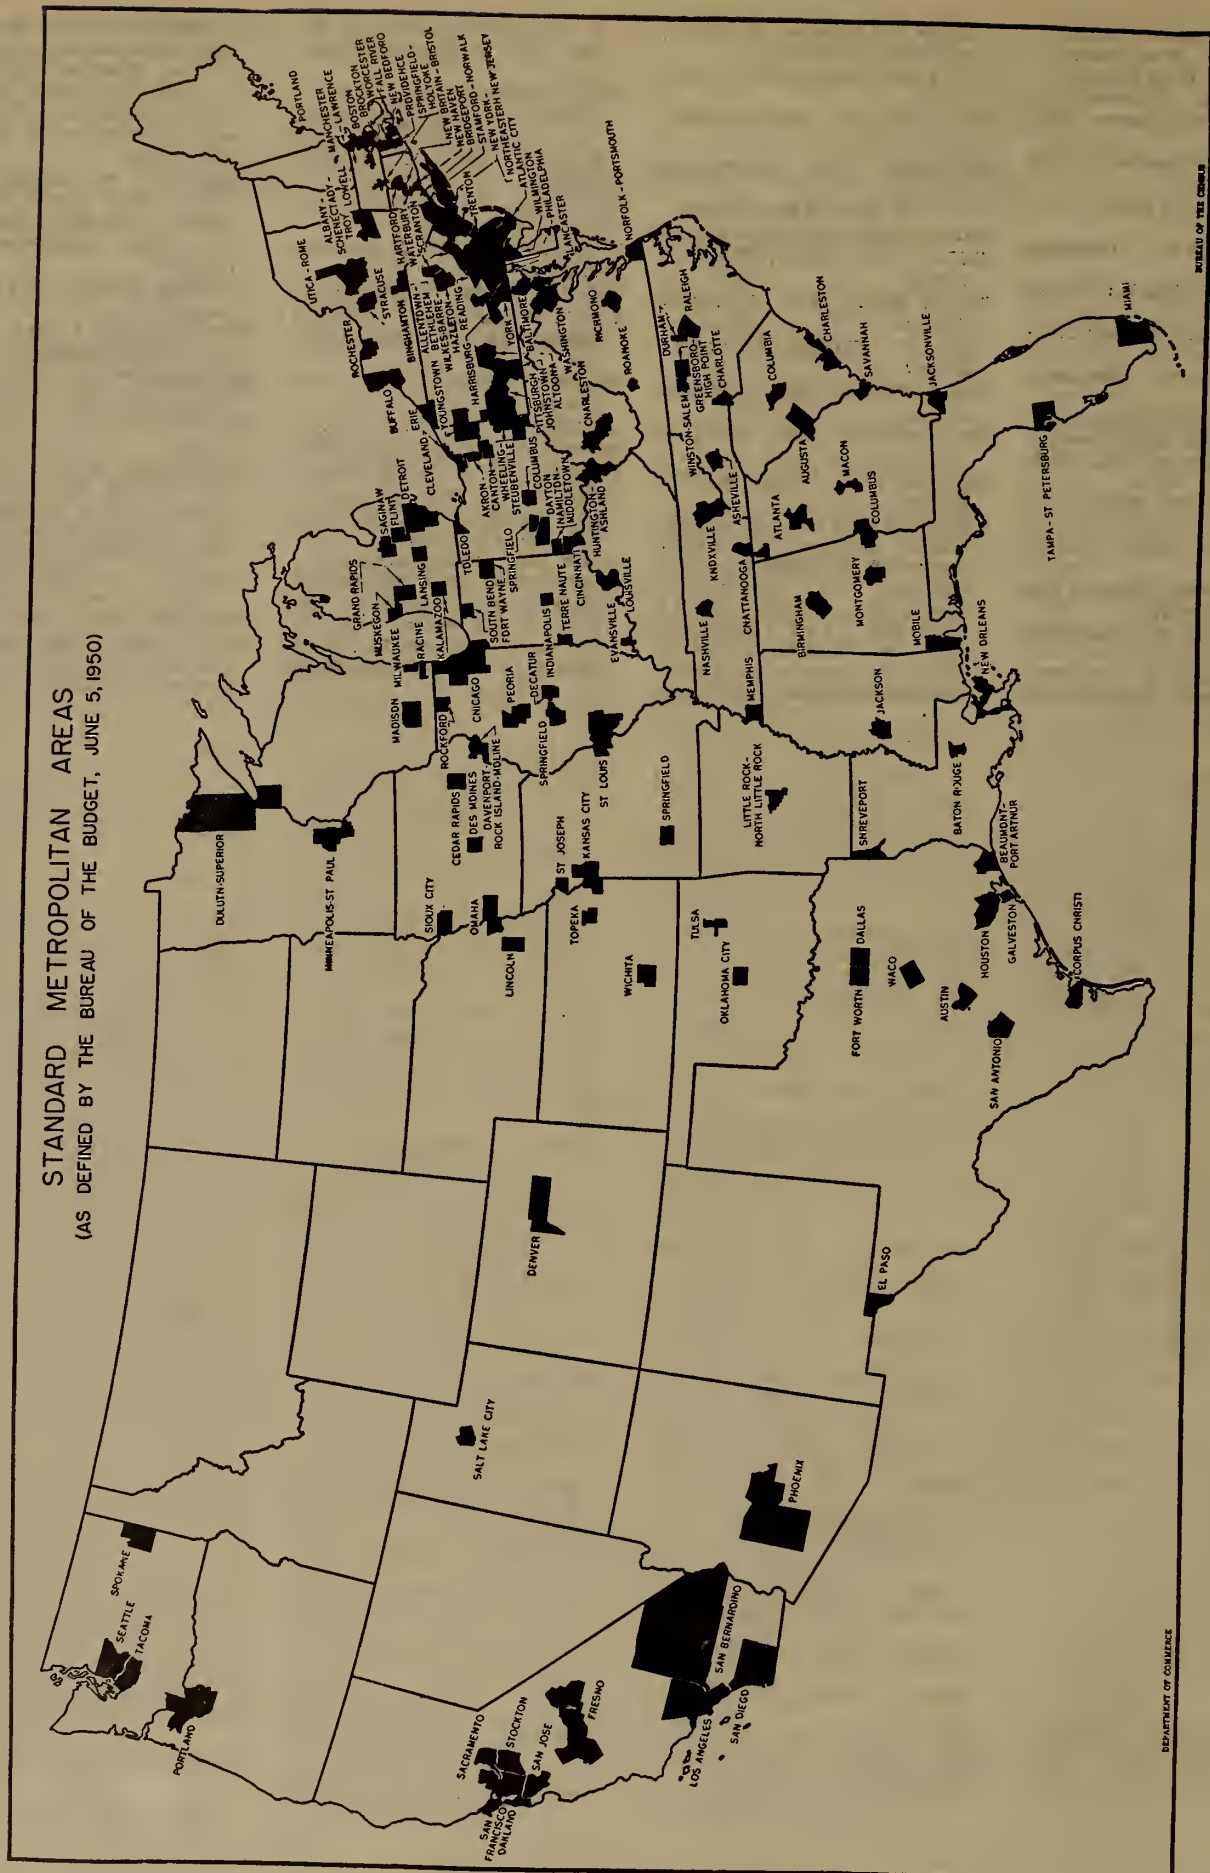 STANDARD METROPOLITAN AREAS
(AS DEFINED BY THE BUREAU OF THE BUDGET, JUNE 5, 1950)
SPOKANE
SEATTLE
TACOMA
PORTLAND
SACRAMENTO
STOCKTON
SAN
FRANCISCO
OAKLAND
SAN JOSE
FRESNO
LOS ANGELES
SAN BERNARDINO
SAN DIEGO
PHOENIX
SALT LAKE CITY
DENVER
EL PASO
DULUTN-SUPERIOR
MINNEAPOLIS-ST PAUL
SIOUX CITY
OMAHA
LINCOLN
TOPEKA
WICHITA
TULSA
OKLAHOMA CITY
FORT WORTN
DALLAS
WACO
AUSTIN
SAN ANTONIO
HOUSTON
GALVESTON
CORPUS CNRISTI
BEAUMONT-
PORT ARTNUR
CEDAR RAPIDS
DES MOINES
DAVENPORT-
ROCK ISLAND-MOLINE
ST JOSEPH
KANSAS CITY
ST LOUIS
SPRINGFIELD
LITTLE ROCK-
NORTH LITTLE ROCK
SNREVEPORT
BATON ROUGE
NEW ORLEANS
JACKSON
MOBILE
MADISON
MILWAUKEE
RACINE
ROCKFORD
CNICAGO
PEORIA
DECATUR
SPRINGFIELD
MUSKEGON
GRAND RAPIDS
LANSING
KALAMAZOO
SAGINAW
FLINT
DETROIT
TOLEDO
SOUTH BEND
FORT WAYNE
SPRINGFIELD
INDIANAPOLIS
TERRE NAUTE
CINCINNATI
EVANSVILLE
LOUISVILLE
CLEVELAND
AKRON
CANTON
WHEELING-
STEUBENVILLE
COLUMBUS
DAYTON
HAMILTON-
MIDDLETOWN
HUNTINGTON-
ASHLAND
CNARLESTON
NASHVILLE
MEMPHIS
KNOXVILLE
CHATTANOOGA
BIRMINGHAM
MONTGOMERY
ATLANTA
AUGUSTA
MACON
COLUMBUS
ASHEVILLE
WINSTON-SALEM
GREENSBORO-
HIGH POINT
CHARLOTTE
DURHAM
RALEIGH
COLUMBIA
CHARLESTON
SAVANNAH
JACKSONVILLE
TAMPA-ST PETERSBURG
MIAMI
ROANOKE
RICHMOND
NORFOLK-PORTSMOUTH
WASHINGTON
BALTIMORE
YORK
PITTSBURGH
JOHNSTOWN
ALTOONA
HARRISBURG
YOUNGSTOWN
ERIE
BUFFALO
ROCHESTER
SYRACUSE
UTICA-ROME
BINGHAMTON
ALLENTOWN-
BETHLEHEM
WILKES-BARRE-
HAZLETON
READING
ALBANY-
SCHENECTADY-
TROY
LOWELL
MANCHESTER
LAWRENCE
HARTFORD
WATERBURY
SCRANTON
PORTLAND
BOSTON
BROCKTON
WORCESTER
FALL RIVER
NEW BEDFORD
PROVIDENCE
SPRINGFIELD-
HOLYOKE
NEW BRITAIN-BRISTOL
NEW HAVEN
BRIDGEPORT
STAMFORD-NORWALK
NEW YORK-
NORTHEASTERN NEW JERSEY
TRENTON
ATLANTIC CITY
WILMINGTON
PHILADELPHIA
LANCASTER
DEPARTMENT OF COMMERCE
BUREAU OF THE CENSUS